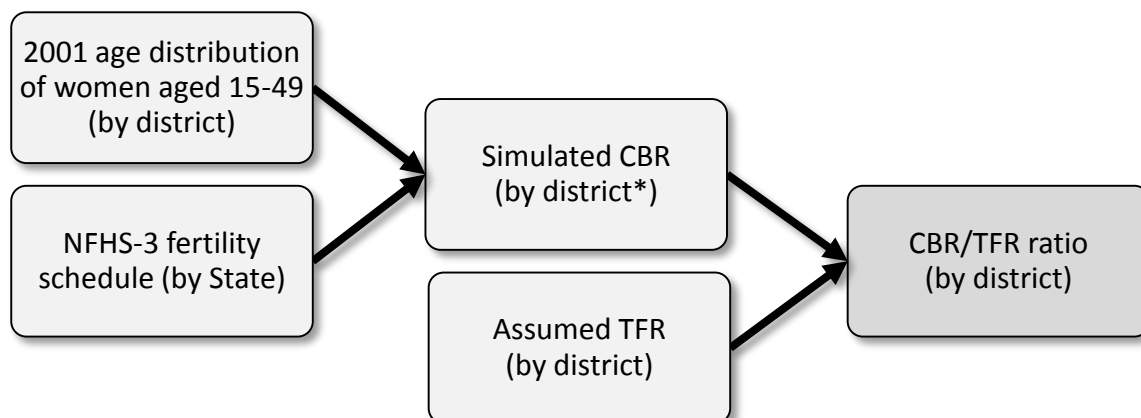 2001 age distribution
of women aged 15-49
(by district)
NFHS-3 fertility
schedule (by State)
Simulated CBR
(by district*)
Assumed TFR
(by district)
CBR/TFR ratio
(by district)